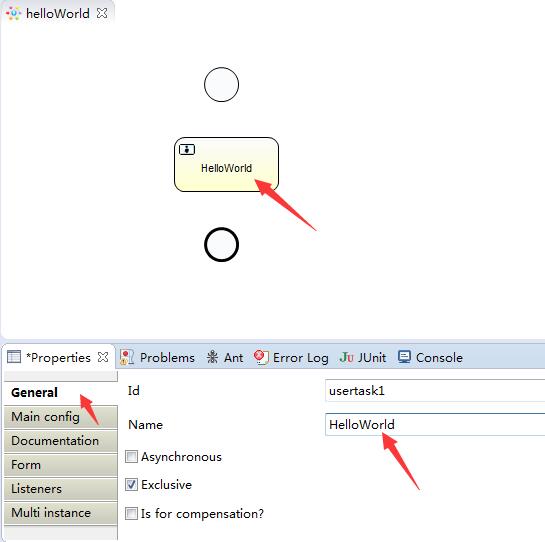 helloWorld
HelloWorld
*Properties Problems Ant Error Log JUnit Console
General
Id usertask1
Main config
Name HelloWorld
Documentation
Asynchronous
Form
Exclusive
Listeners
Multi instance
Is for compensation?